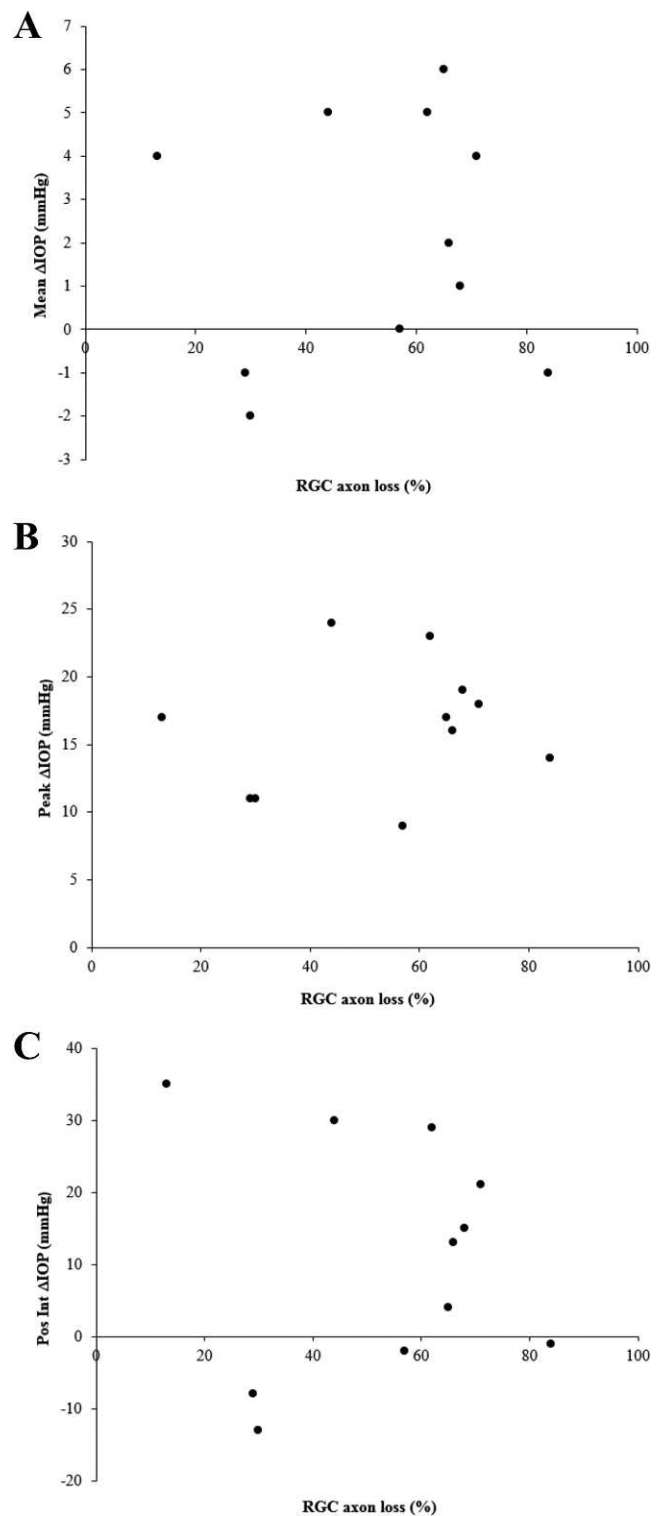 A
7
6
5
4
3
2
1
0
-1
-2
-3
0 20 40 60 80 100
Mean ΔIOP (mmHg)
RGC axon loss (%)
B
30
25
20
15
10
5
0
0 20 40 60 80 100
Peak ΔIOP (mmHg)
RGC axon loss (%)
C
40
30
20
10
0
-10
-20
0 20 40 60 80 100
Pos Int ΔIOP (mmHg)
RGC axon loss (%)